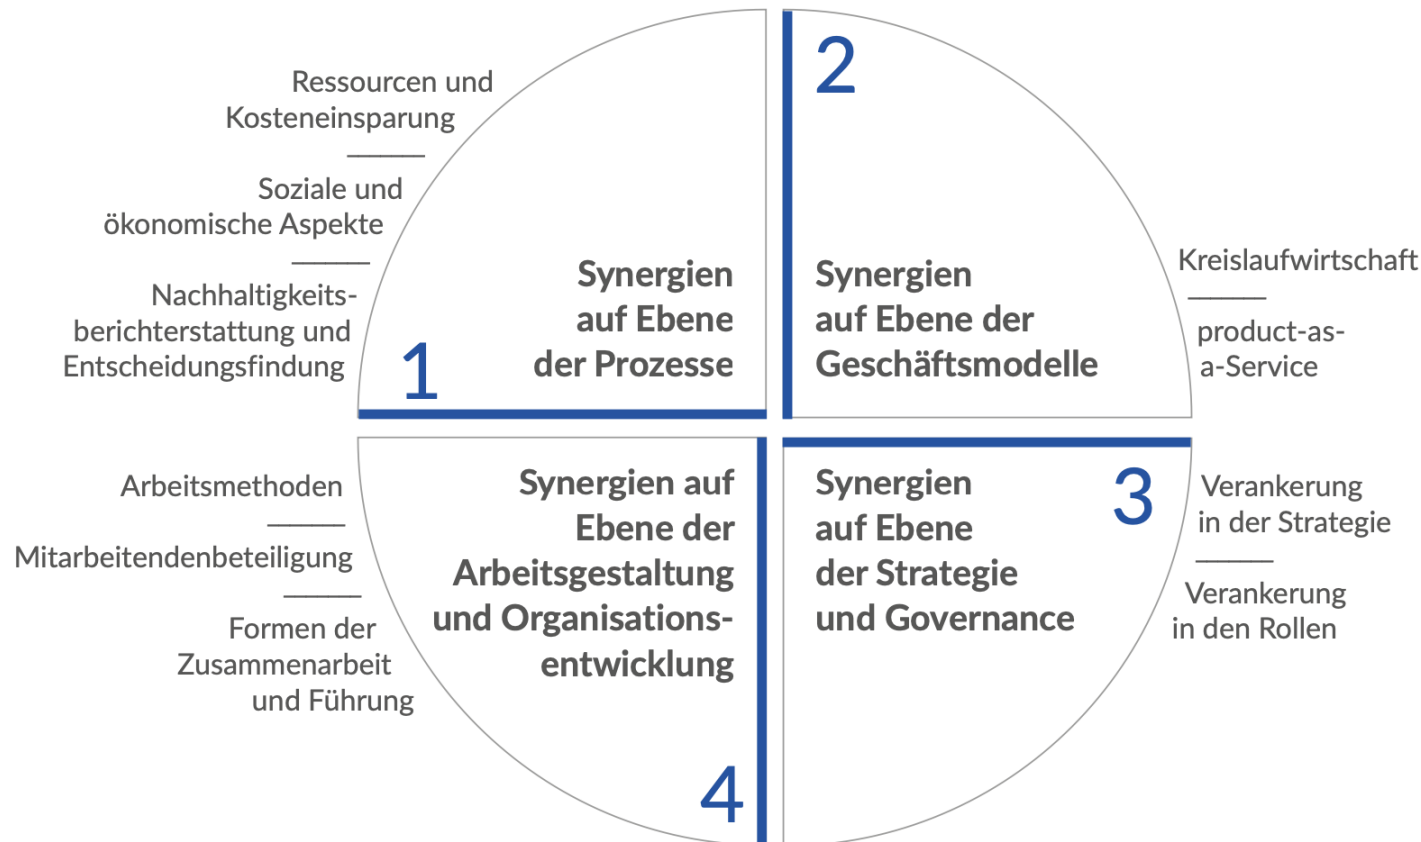 Ressourcen und
Kosteneinsparung
Soziale und
ökonomische Aspekte
Nachhaltigkeits-
berichterstattung und
Entscheidungsfindung
1
Synergien
auf Ebene
der Prozesse
2
Synergien
auf Ebene der
Geschäftsmodelle
Kreislaufwirtschaft
product-as-
a-Service
3
Synergien
auf Ebene
der Strategie
und Governance
Verankerung
in der Strategie
Verankerung
in den Rollen
Arbeitsmethoden
Mitarbeitendenbeteiligung
Formen der
Zusammenarbeit
und Führung
Synergien auf
Ebene der
Arbeitsgestaltung
und Organisations-
entwicklung
4